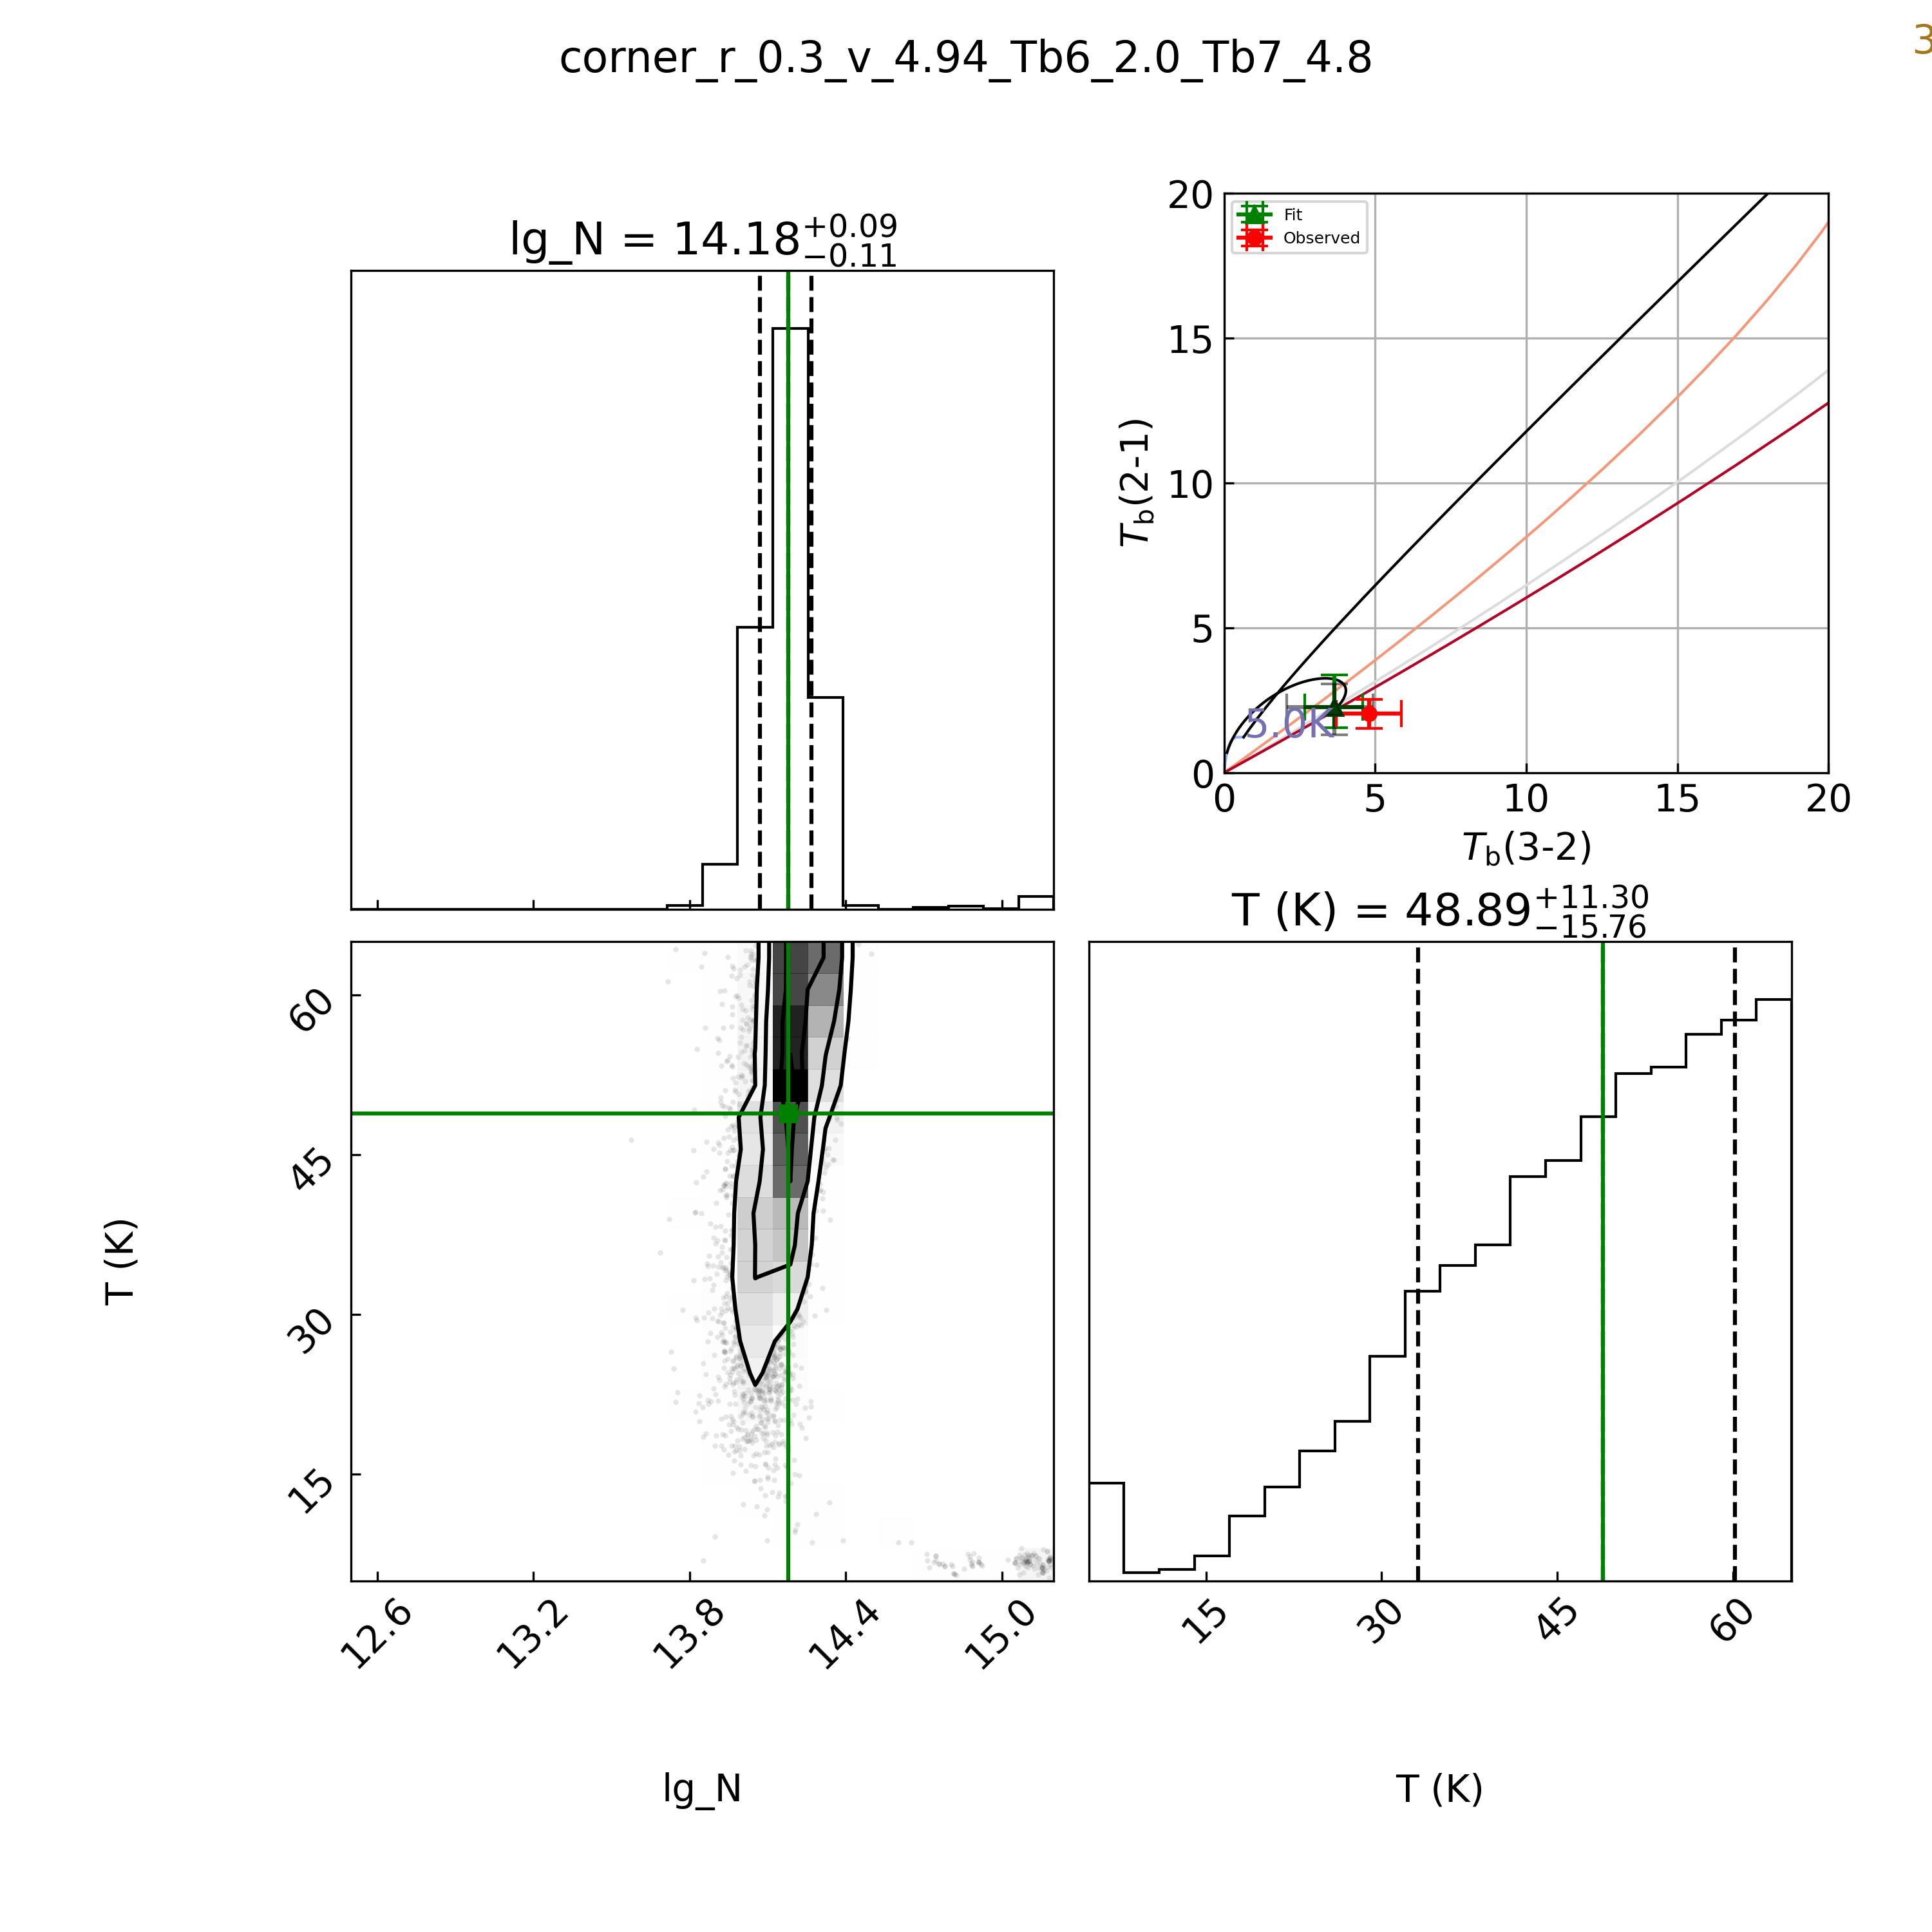 corner_r_0.3_v_4.94_Tb6_2.0_Tb7_4.8
3
lg_N = 14.18+0.09−0.11
Fit
Observed
20
15
10
5
0
Tb(2-1)
5.0K
0 5 10 15 20
Tb(3-2)
T (K) = 48.89+11.30−15.76
60
45
30
15
T (K)
12.6 13.2 13.8 14.4 15.0
15 30 45 60
lg_N
T (K)